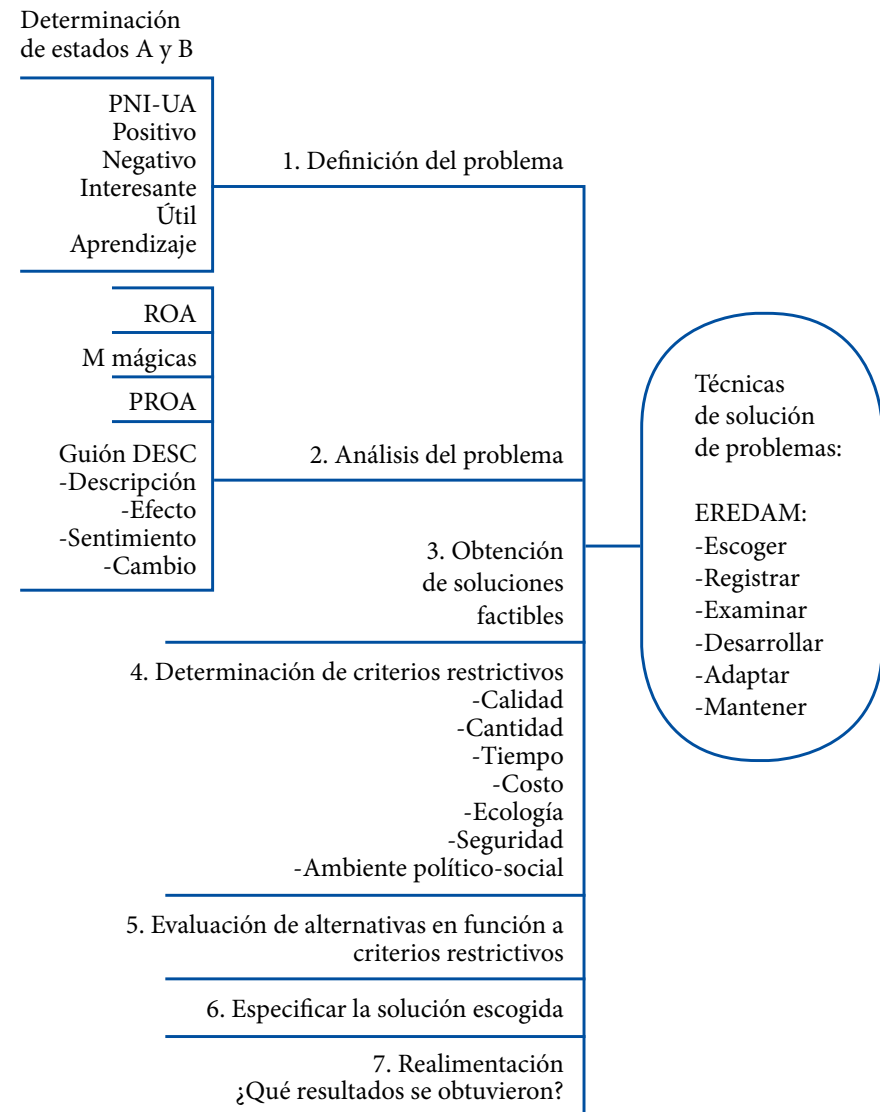 Determinación
de estados A y B
PNI-UA
Positivo
Negativo
Interesante
Útil
Aprendizaje
1. Definición del problema
ROA
M mágicas
PROA
Guión DESC
-Descripción
-Efecto
-Sentimiento
-Cambio
2. Análisis del problema
3. Obtención
de soluciones
factibles
4. Determinación de criterios restrictivos
-Calidad
-Cantidad
-Tiempo
-Costo
-Ecología
-Seguridad
-Ambiente político-social
5. Evaluación de alternativas en función a
criterios restrictivos
6. Especificar la solución escogida
7. Realimentación
¿Qué resultados se obtuvieron?
Técnicas
de solución
de problemas:
EREDAM:
-Escoger
-Registrar
-Examinar
-Desarrollar
-Adaptar
-Mantener